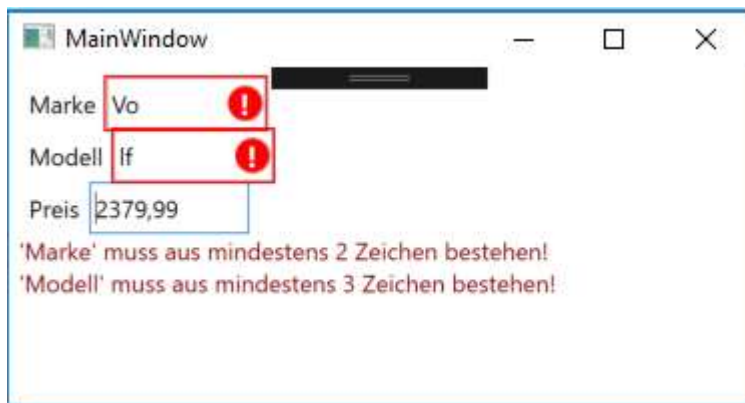 MainWindow
Marke Vo
Modell lf
Preis 2379,99
'Marke' muss aus mindestens 2 Zeichen bestehen!
'Modell' muss aus mindestens 3 Zeichen bestehen!